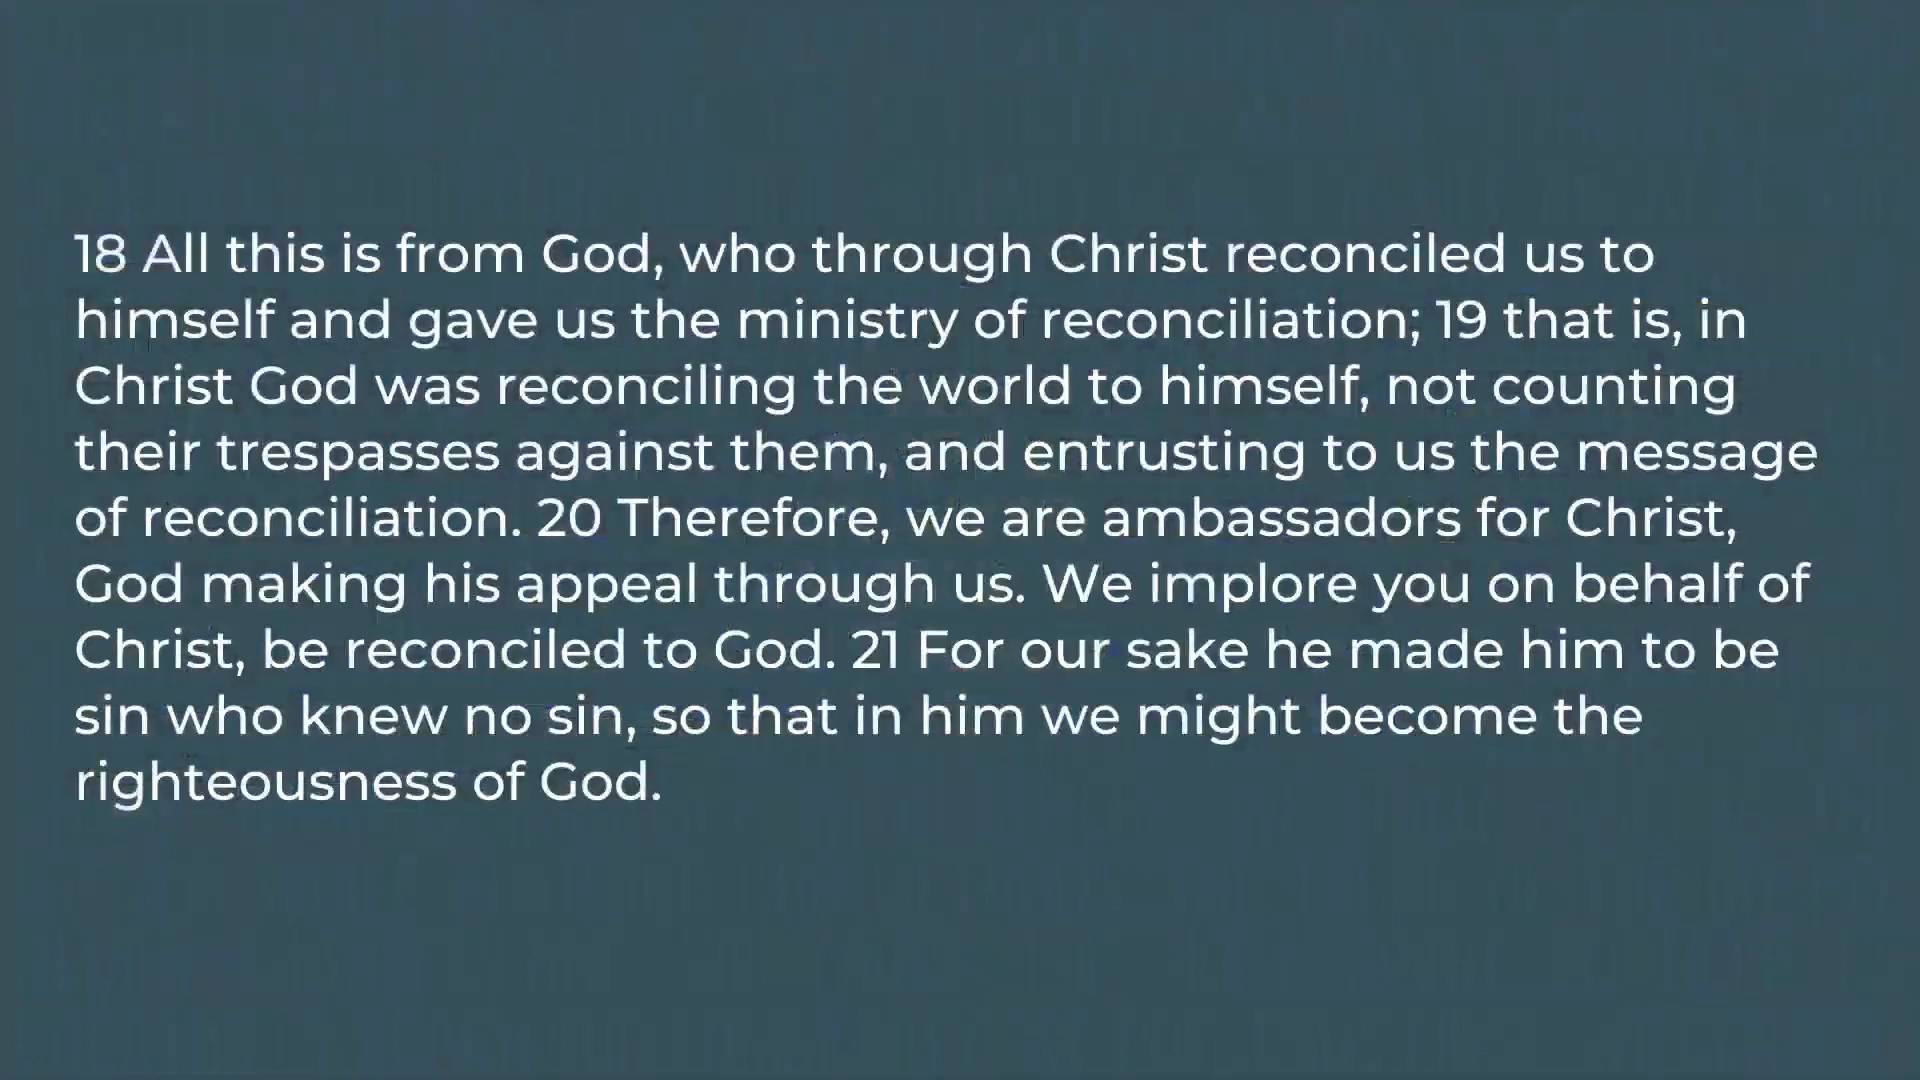 18 All this is from God, who through Christ reconciled us to
himself and gave us the ministry of reconciliation; 19 that is, in
Christ God was reconciling the world to himself, not counting
their trespasses against them, and entrusting to us the message
of reconciliation. 20 Therefore, we are ambassadors for Christ,
God making his appeal through us. We implore you on behalf of
Christ, be reconciled to God. 21 For our sake he made him to be
sin who knew no sin, so that in him we might become the
righteousness of God.